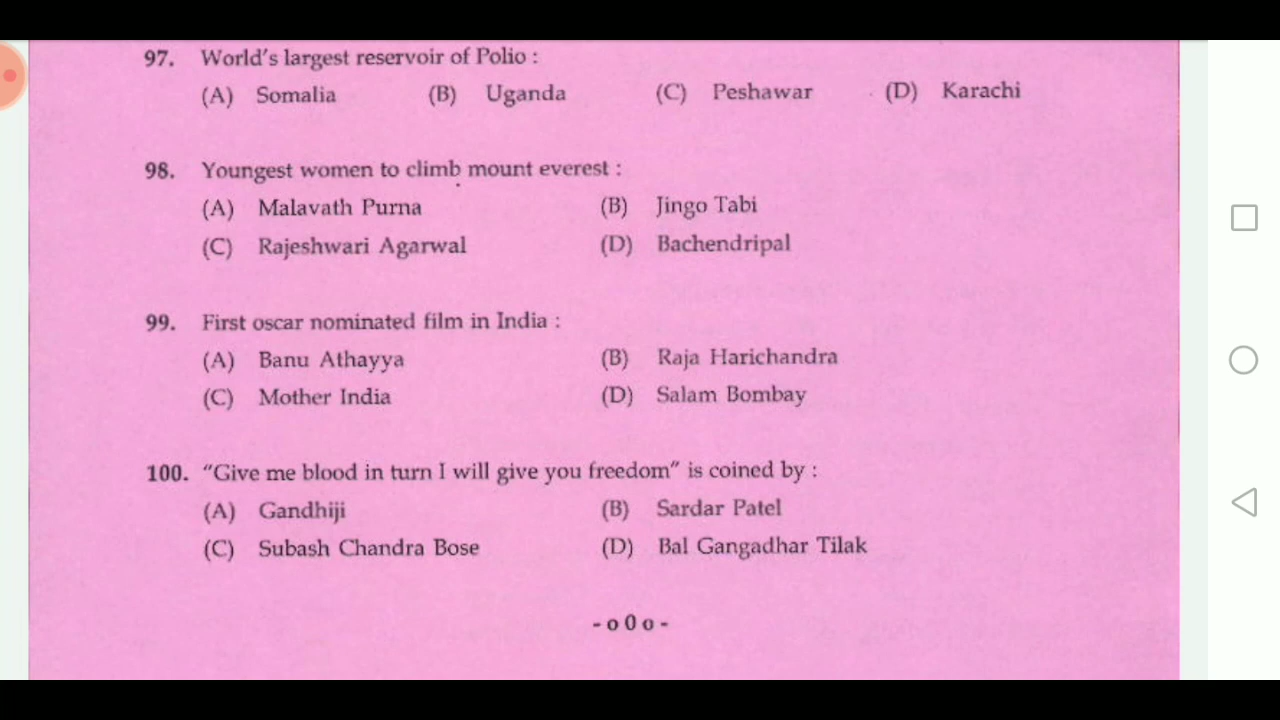 97. World's largest reservoir of Polio :
(A) Somalia (B) Uganda (C) Peshawar (D) Karachi
98. Youngest women to climb mount everest :
(A) Malavath Purna (B) Jingo Tabi
(C) Rajeshwari Agarwal (D) Bachendripal
99. First oscar nominated film in India :
(A) Banu Athayya (B) Raja Harichandra
(C) Mother India (D) Salam Bombay
100. "Give me blood in turn I will give you freedom" is coined by :
(A) Gandhiji (B) Sardar Patel
(C) Subash Chandra Bose (D) Bal Gangadhar Tilak
- o 0 o -